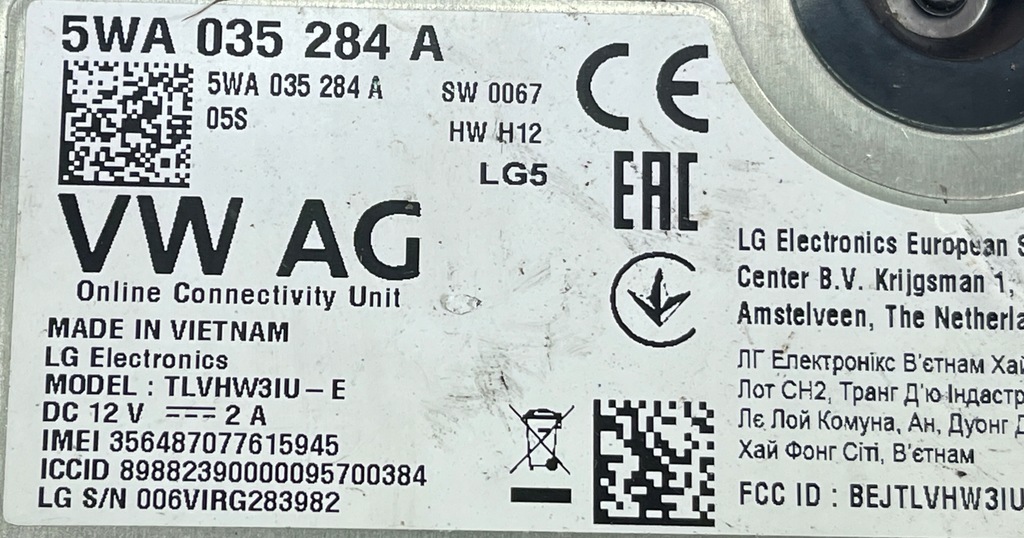 5WA 035 284 A
5WA 035 284 A
05S
SW 0067
HW H12
LG5
VW AG
Online Connectivity Unit
MADE IN VIETNAM
LG Electronics
MODEL : TLVHW3IU-E
DC 12 V ⎓ 2 A
IMEI 356487077615945
ICCID 89882390000095700384
LG S/N 006VIRG283982
CE
EAC
LG Electronics European S
Center B.V. Krijgsman 1,
Amstelveen, The Netherla
ЛГ Електронікс В'єтнам Хай
Лот CH2, Транг Д'ю Індастр
Лє Лой Комуна, Ан, Дуонг Д
Хай Фонг Сіті, В'єтнам
FCC ID : BEJTLVHW3IU